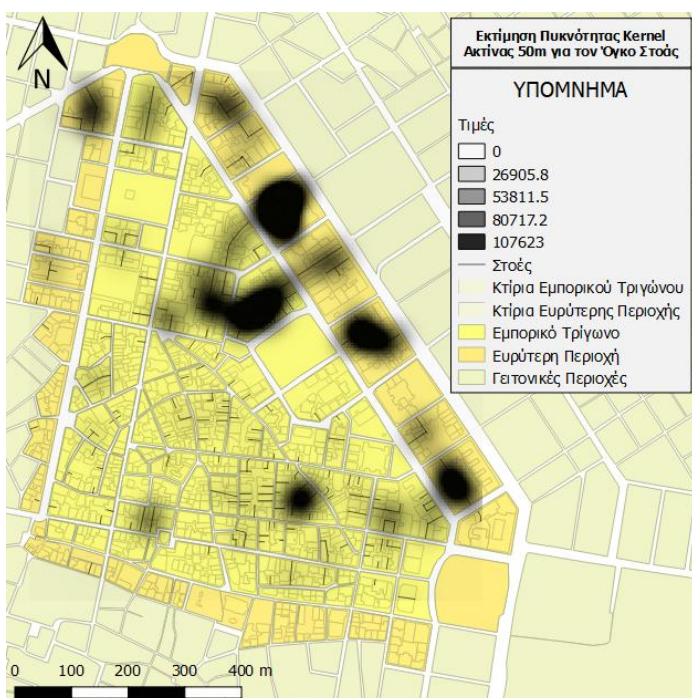 Εκτίμηση Πυκνότητας Kernel
Ακτίνας 50m για τον Όγκο Στοάς
ΥΠΟΜΝΗΜΑ
Τιμές
0
26905.8
53811.5
80717.2
107623
Στοές
Κτίρια Εμπορικού Τριγώνου
Κτίρια Ευρύτερης Περιοχής
Εμπορικό Τρίγωνο
Ευρύτερη Περιοχή
Γειτονικές Περιοχές
N
0 100 200 300 400 m